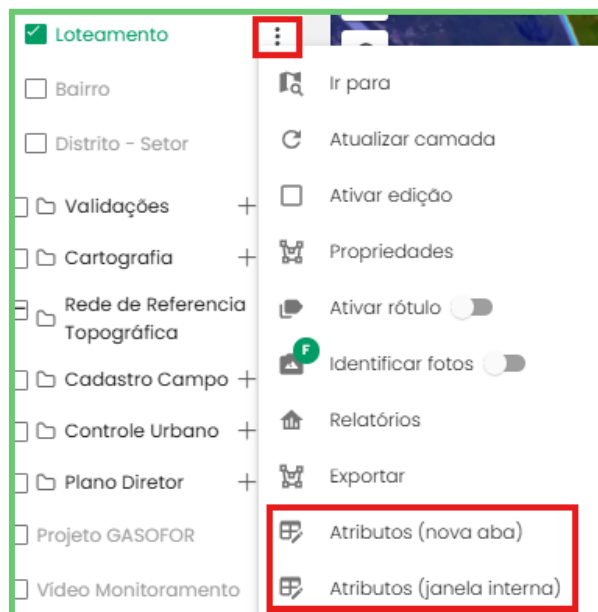 Loteamento
Bairro
Distrito - Setor
Validações
Cartografia
Rede de Referencia
Topográfica
Cadastro Campo
Controle Urbano
Plano Diretor
Projeto GASOFOR
Vídeo Monitoramento
Ir para
Atualizar camada
Ativar edição
Propriedades
Ativar rótulo
F
Identificar fotos
Relatórios
Exportar
Atributos (nova aba)
Atributos (janela interna)